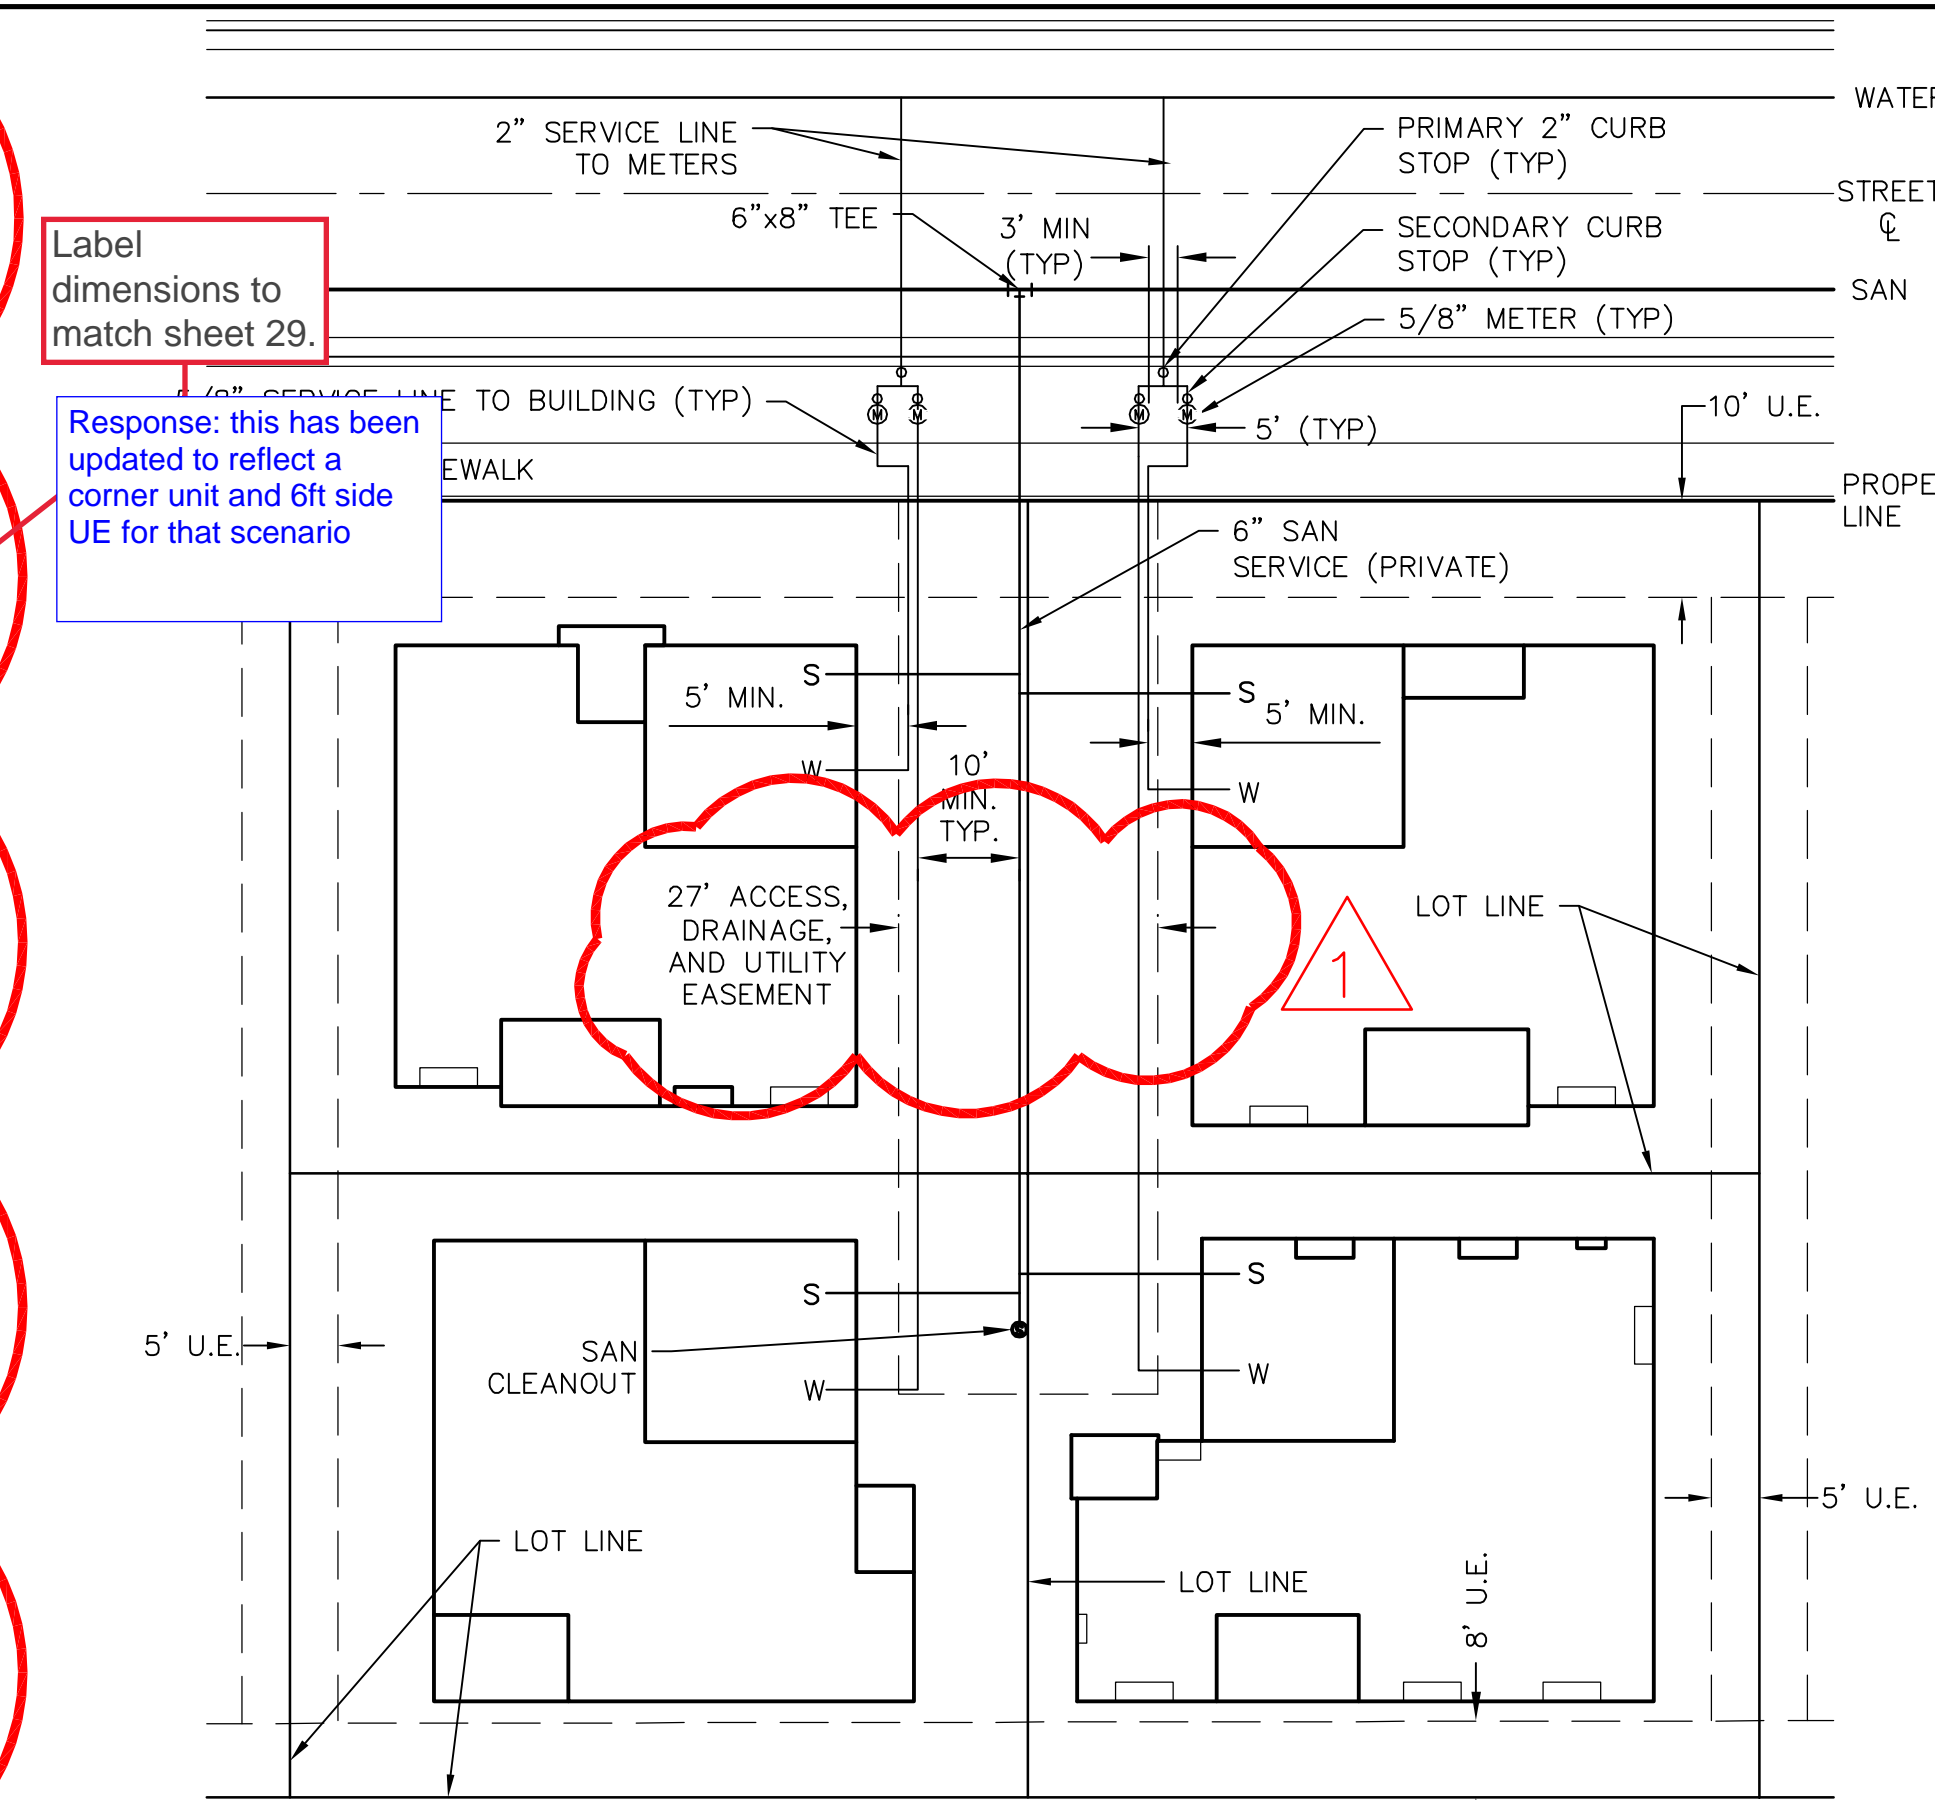 WATER
2" SERVICE LINE
TO METERS
PRIMARY 2" CURB
STOP (TYP)
STREET
℄
6"x8" TEE
3' MIN
(TYP)
SECONDARY CURB
STOP (TYP)
Label
dimensions to
match sheet 29.
SAN
5/8" METER (TYP)
5/8" SERVICE LINE TO BUILDING (TYP)
M
M
M
M
5' (TYP)
10' U.E.
Response: this has been
updated to reflect a
corner unit and 6ft side
UE for that scenario
EWALK
PROPE
LINE
6" SAN
SERVICE (PRIVATE)
S
S
5' MIN.
5' MIN.
W
W
10'
MIN.
TYP.
27' ACCESS,
DRAINAGE,
AND UTILITY
EASEMENT
LOT LINE
1
S
S
5' U.E.
SAN
CLEANOUT
W
W
5' U.E.
LOT LINE
LOT LINE
8' U.E.